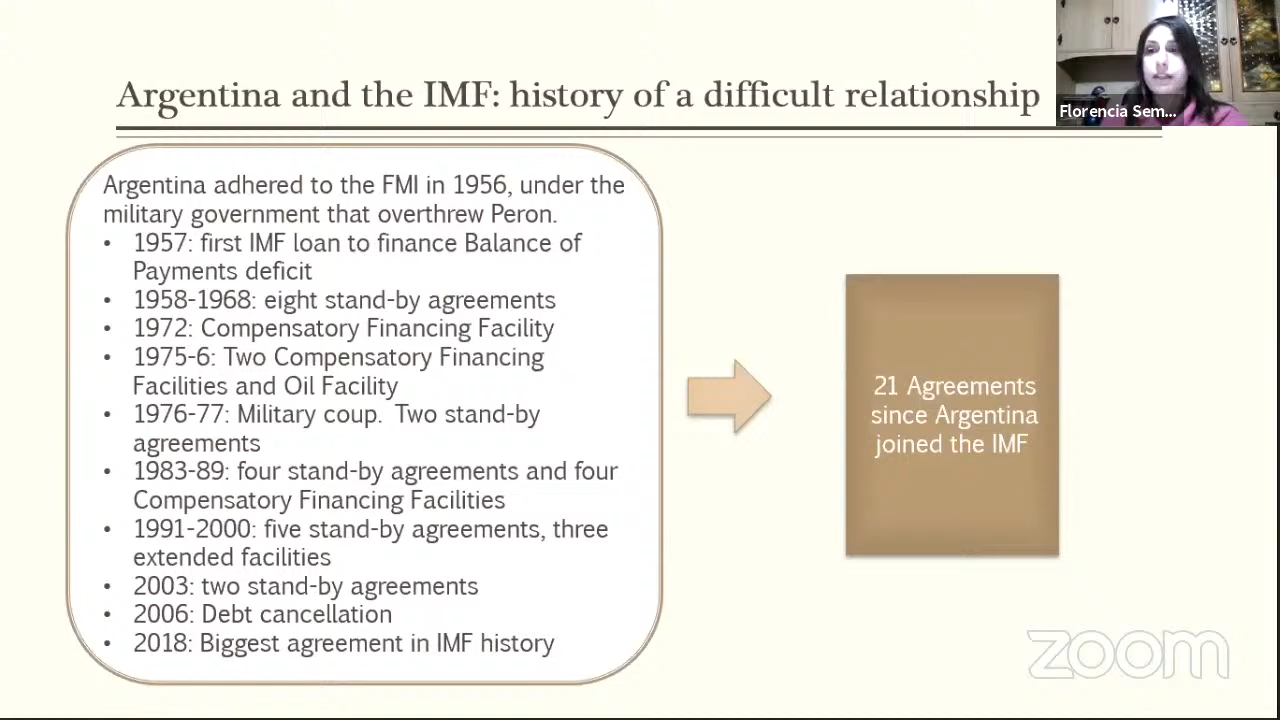 Argentina and the IMF: history of a difficult relationship
Florencia Sem...
Argentina adhered to the FMI in 1956, under the
military government that overthrew Peron.
• 1957: first IMF loan to finance Balance of
Payments deficit
• 1958-1968: eight stand-by agreements
• 1972: Compensatory Financing Facility
• 1975-6: Two Compensatory Financing
Facilities and Oil Facility
• 1976-77: Military coup. Two stand-by
agreements
• 1983-89: four stand-by agreements and four
Compensatory Financing Facilities
• 1991-2000: five stand-by agreements, three
extended facilities
• 2003: two stand-by agreements
• 2006: Debt cancellation
• 2018: Biggest agreement in IMF history
21 Agreements
since Argentina
joined the IMF
zoom